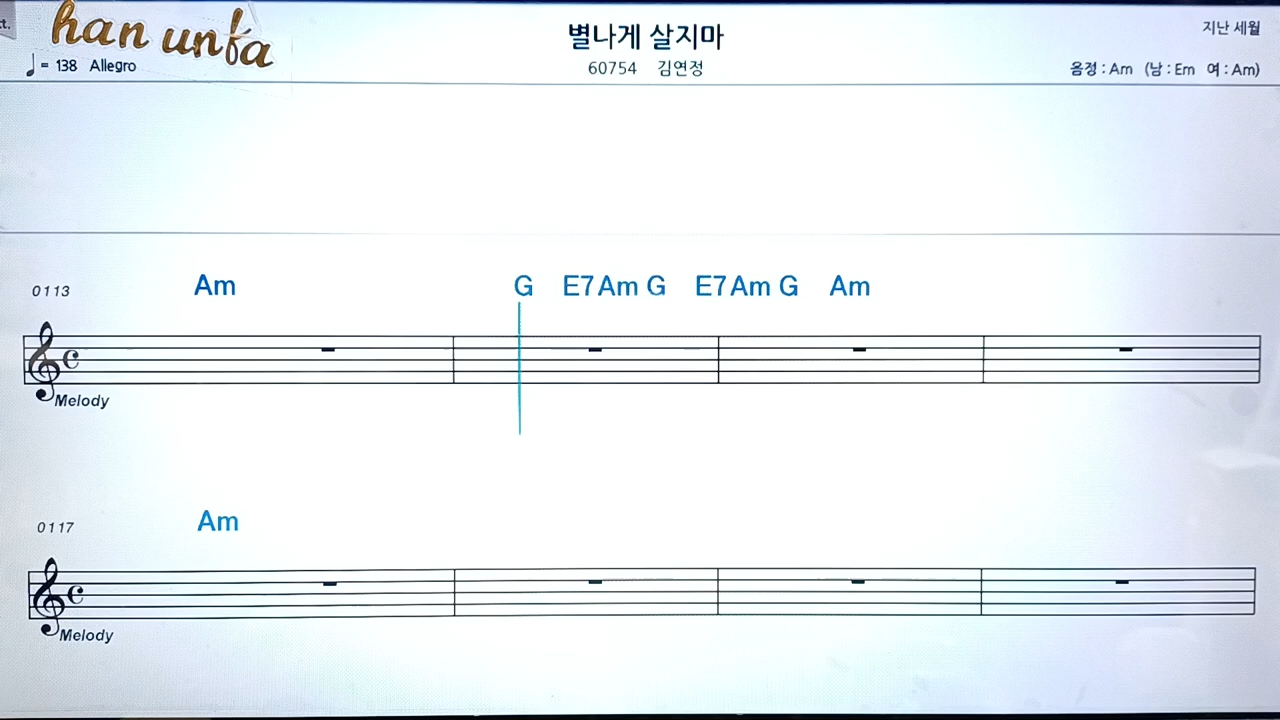 han unfa
♩= 138 Allegro
별나게 살지마
60754 김연정
지난 세월
음정 : Am (남 : Em 여 : Am)
Am G E7 Am G E7 Am G Am
0113
Melody
Am
0117
Melody